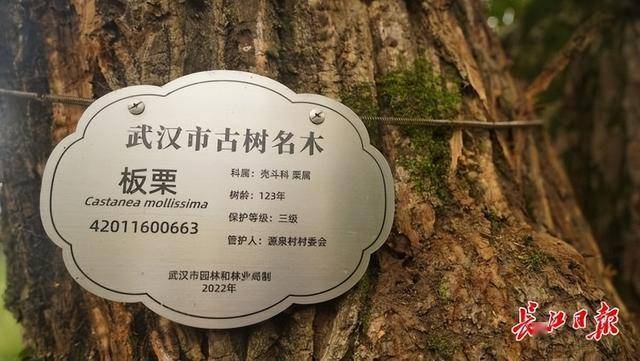 武汉市古树名木
板栗
Castanea mollissima
42011600663
科属：壳斗科 栗属
树龄：123年
保护等级：三级
管护人：源泉村村委会
武汉市园林和林业局制
2022年
长江日报